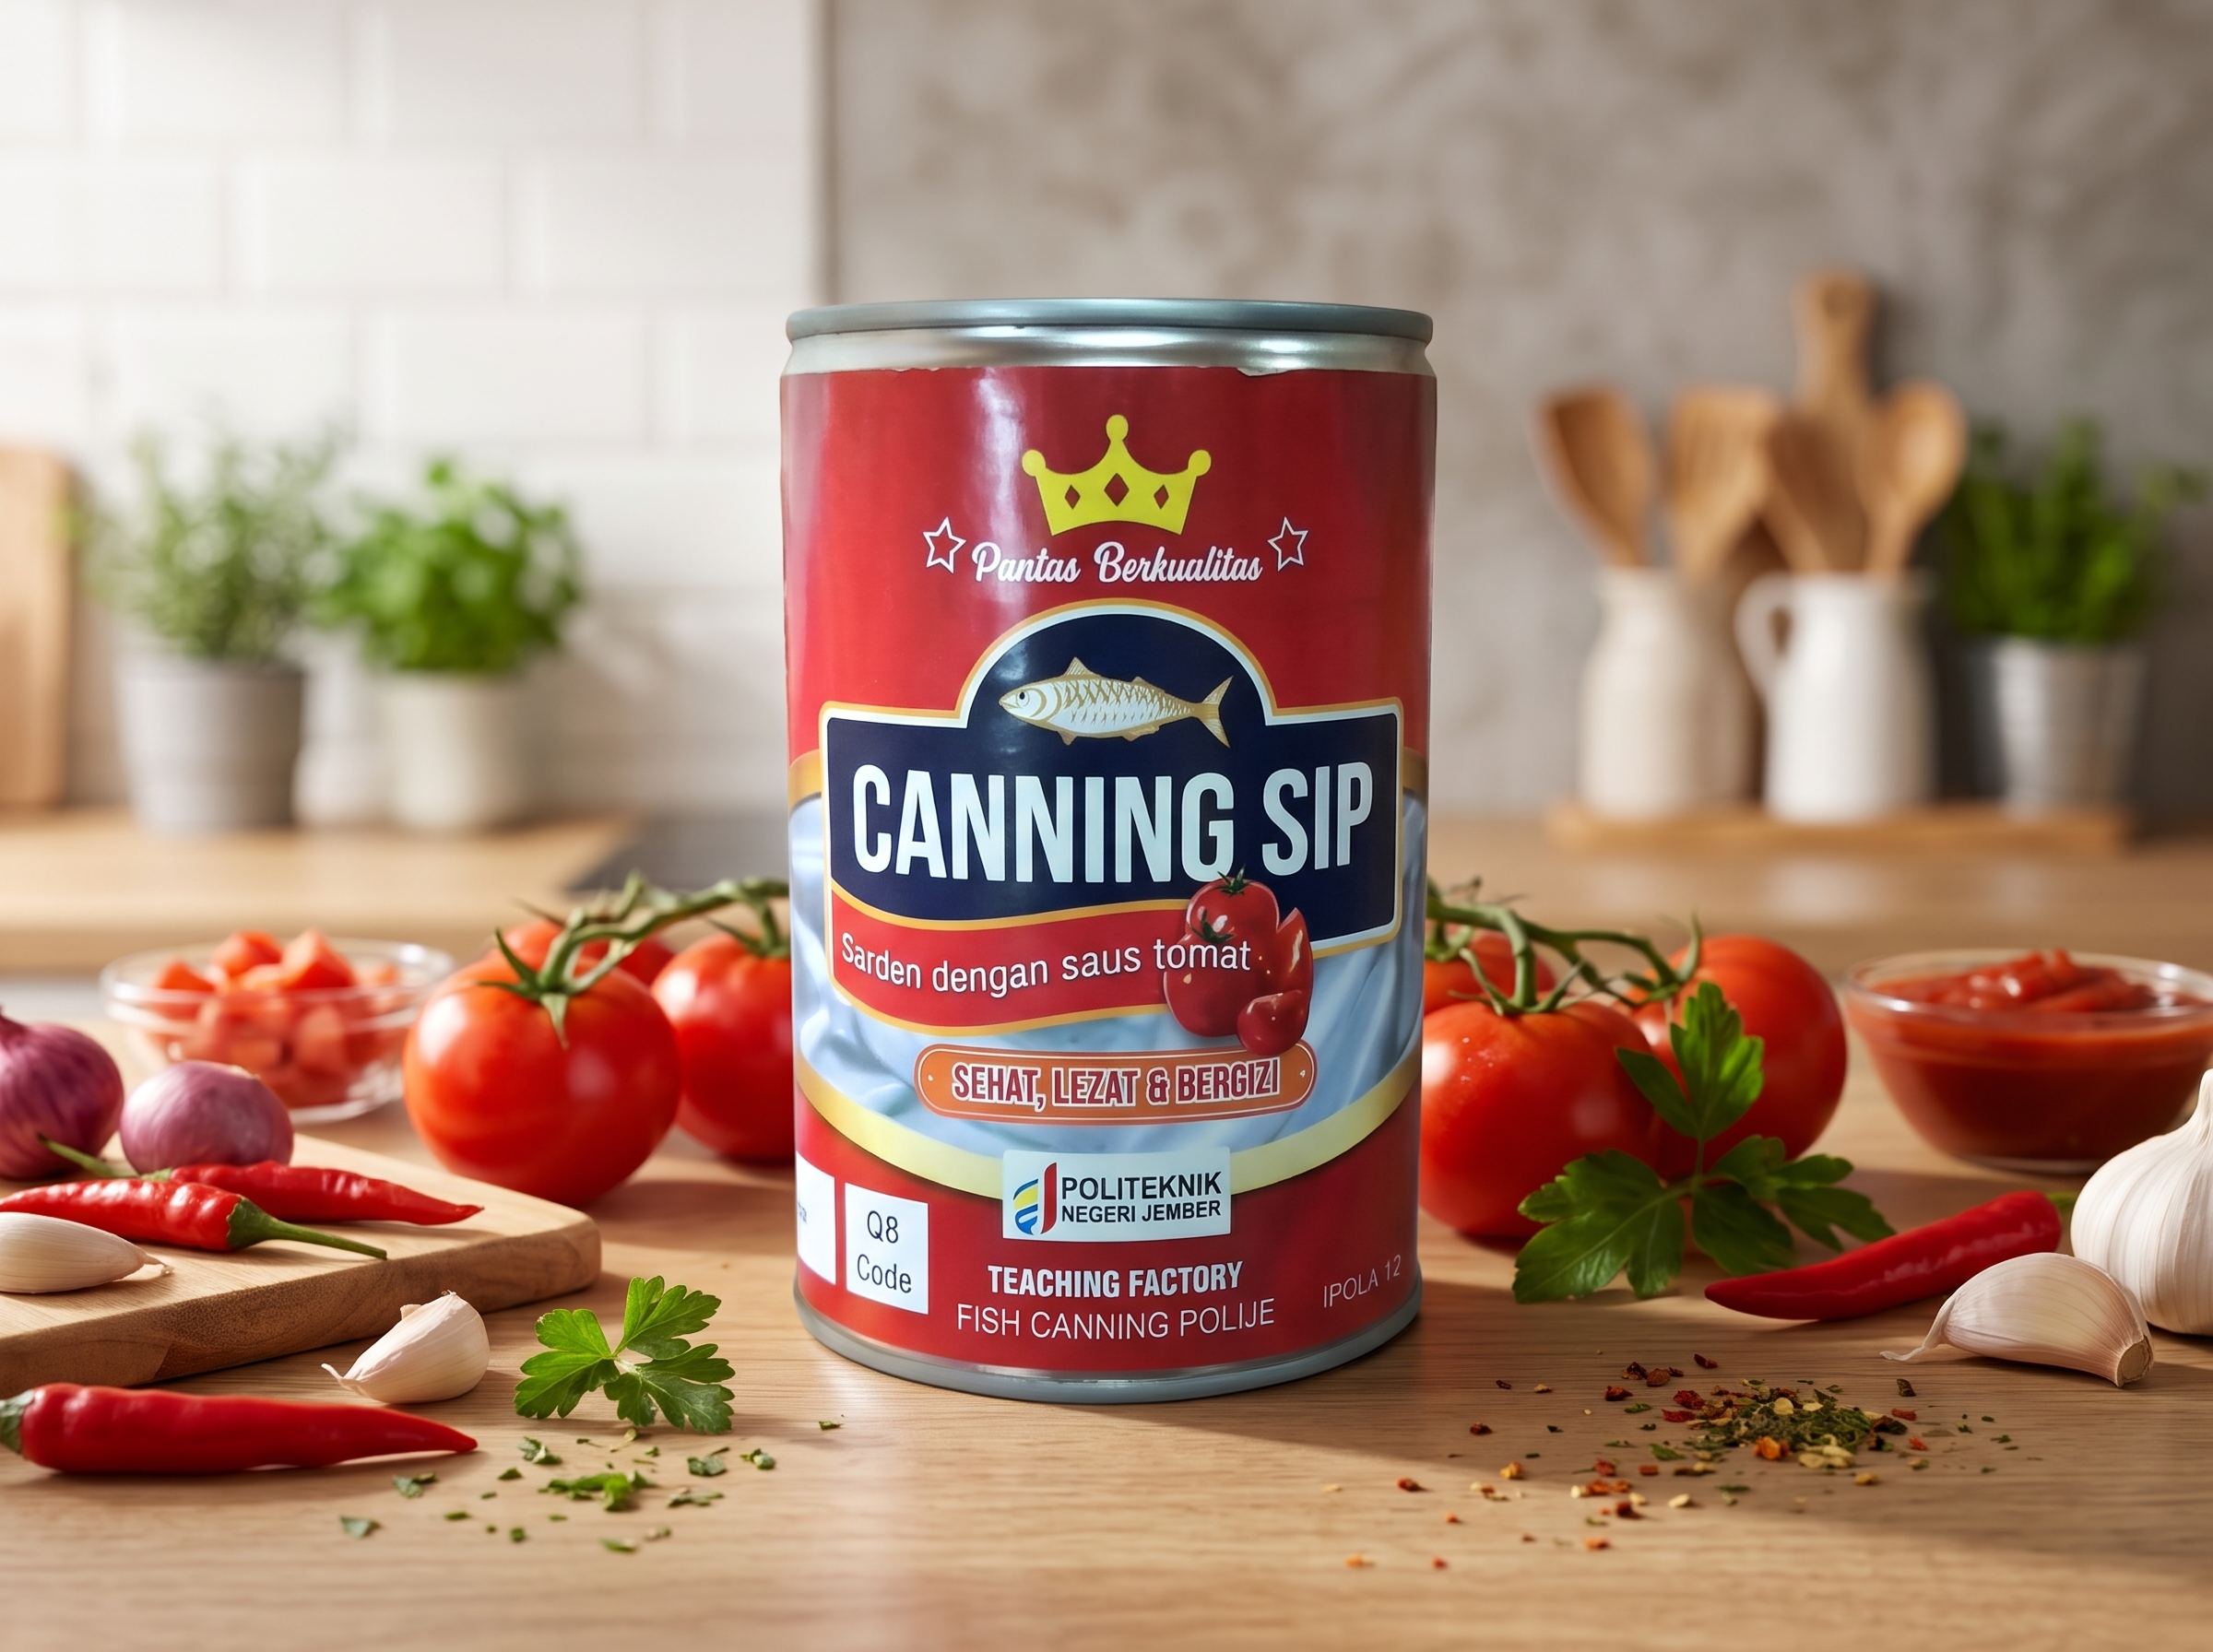 Pantas Berkualitas
CANNING SIP
Sarden dengan saus tomat
SEHAT, LEZAT & BERGIZI
POLITEKNIK
NEGERI JEMBER
Q8
Code
TEACHING FACTORY
FISH CANNING POLIJE
IPOLA 12